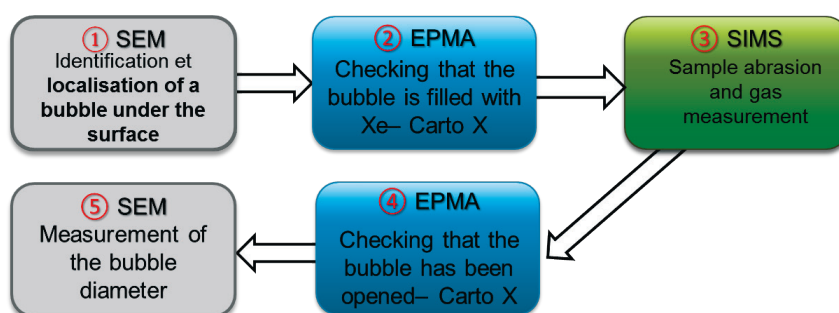 ① SEM
Identification et
localisation of a
bubble under the
surface
② EPMA
Checking that the
bubble is filled with
Xe– Carto X
③ SIMS
Sample abrasion
and gas
measurement
④ EPMA
Checking that the
bubble has been
opened– Carto X
⑤ SEM
Measurement of
the bubble
diameter